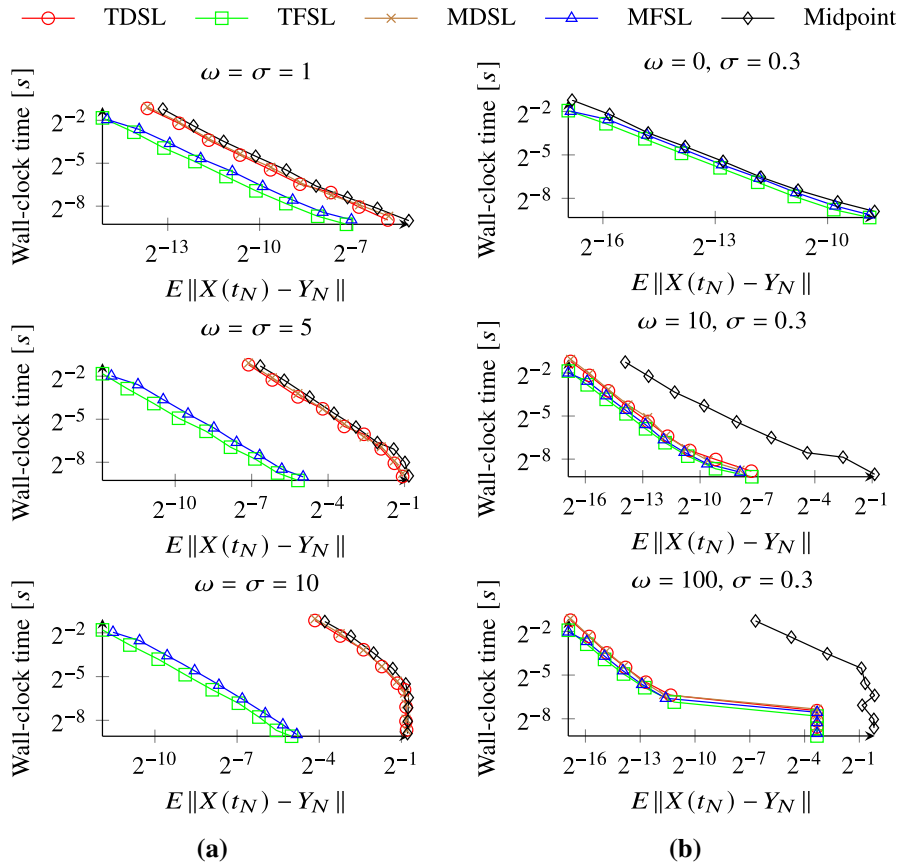 TDSL TFSL MDSL MFSL Midpoint
ω = σ = 1
Wall-clock time [s]
2^−2
2^−5
2^−8
2^−13 2^−10 2^−7
E ‖X(t_N) − Y_N‖
ω = 0, σ = 0.3
Wall-clock time [s]
2^−2
2^−5
2^−8
2^−16 2^−13 2^−10
E ‖X(t_N) − Y_N‖
ω = σ = 5
Wall-clock time [s]
2^−2
2^−5
2^−8
2^−10 2^−7 2^−4 2^−1
E ‖X(t_N) − Y_N‖
ω = 10, σ = 0.3
Wall-clock time [s]
2^−2
2^−5
2^−8
2^−16 2^−13 2^−10 2^−7 2^−4 2^−1
E ‖X(t_N) − Y_N‖
ω = σ = 10
Wall-clock time [s]
2^−2
2^−5
2^−8
2^−10 2^−7 2^−4 2^−1
E ‖X(t_N) − Y_N‖
ω = 100, σ = 0.3
Wall-clock time [s]
2^−2
2^−5
2^−8
2^−16 2^−13 2^−10 2^−7 2^−4 2^−1
E ‖X(t_N) − Y_N‖
(a) (b)